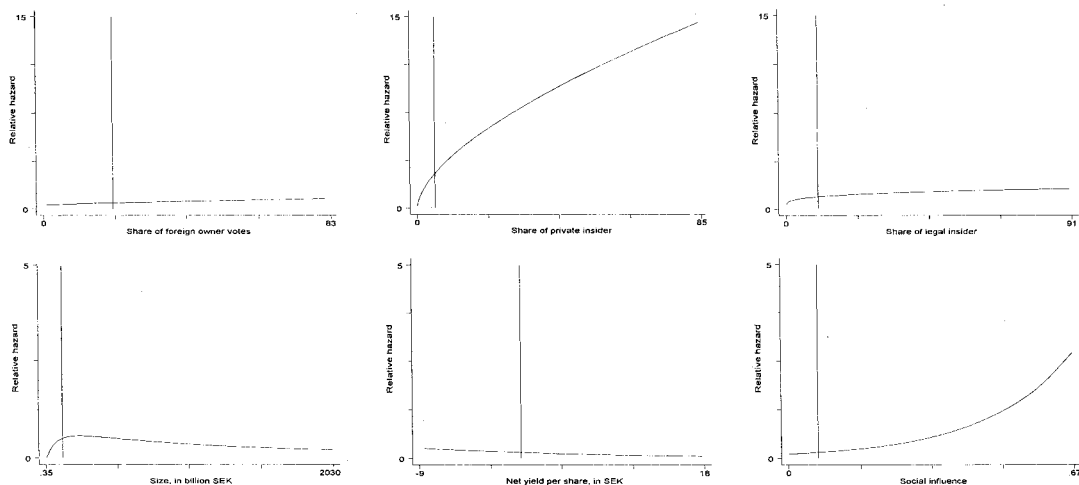 15
Relative hazard
0
0
83
Share of foreign owner votes
15
Relative hazard
0
0
85
Share of private insider
15
Relative hazard
0
0
91
Share of legal insider
5
Relative hazard
0
.35
2030
Size, in billion SEK
5
Relative hazard
0
-9
18
Net yield per share, in SEK
5
Relative hazard
0
0
.67
Social influence